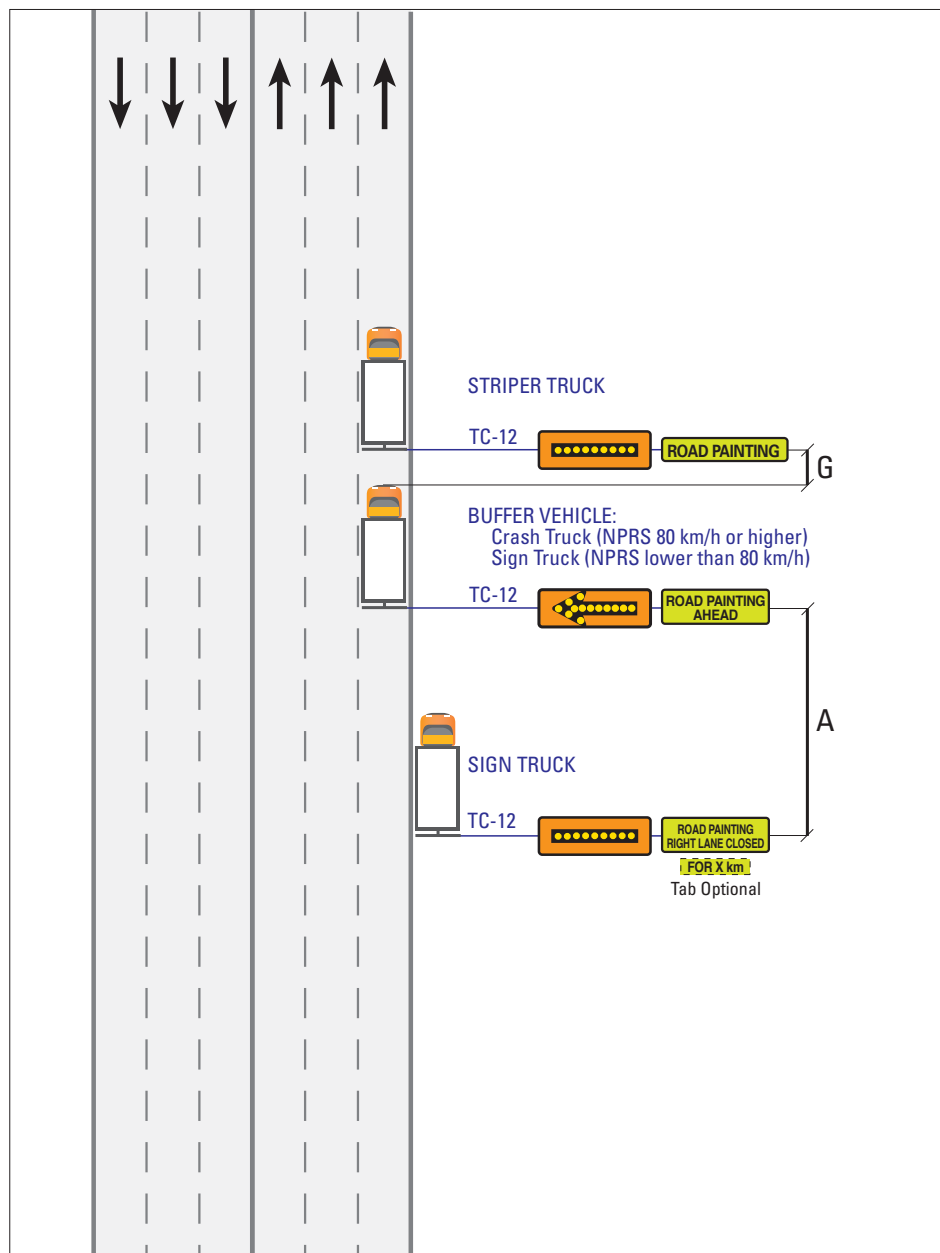 STRIPER TRUCK
TC-12
ROAD PAINTING
G
BUFFER VEHICLE:
Crash Truck (NPRS 80 km/h or higher)
Sign Truck (NPRS lower than 80 km/h)
TC-12
ROAD PAINTING
AHEAD
A
SIGN TRUCK
TC-12
ROAD PAINTING
RIGHT LANE CLOSED
FOR X km
Tab Optional